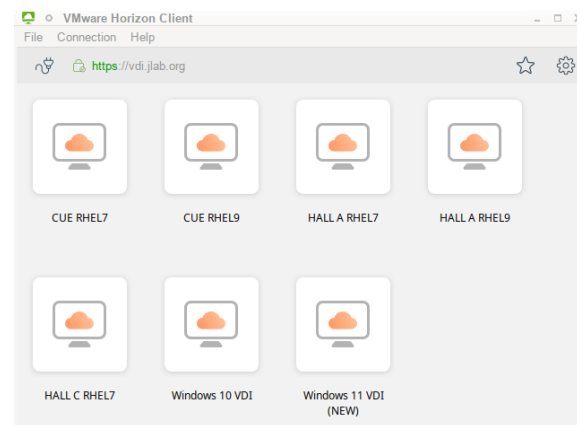 VMware Horizon Client
File Connection Help
https://vdi.jlab.org
CUE RHEL7 CUE RHEL9 HALL A RHEL7 HALL A RHEL9
HALL C RHEL7 Windows 10 VDI Windows 11 VDI
(NEW)